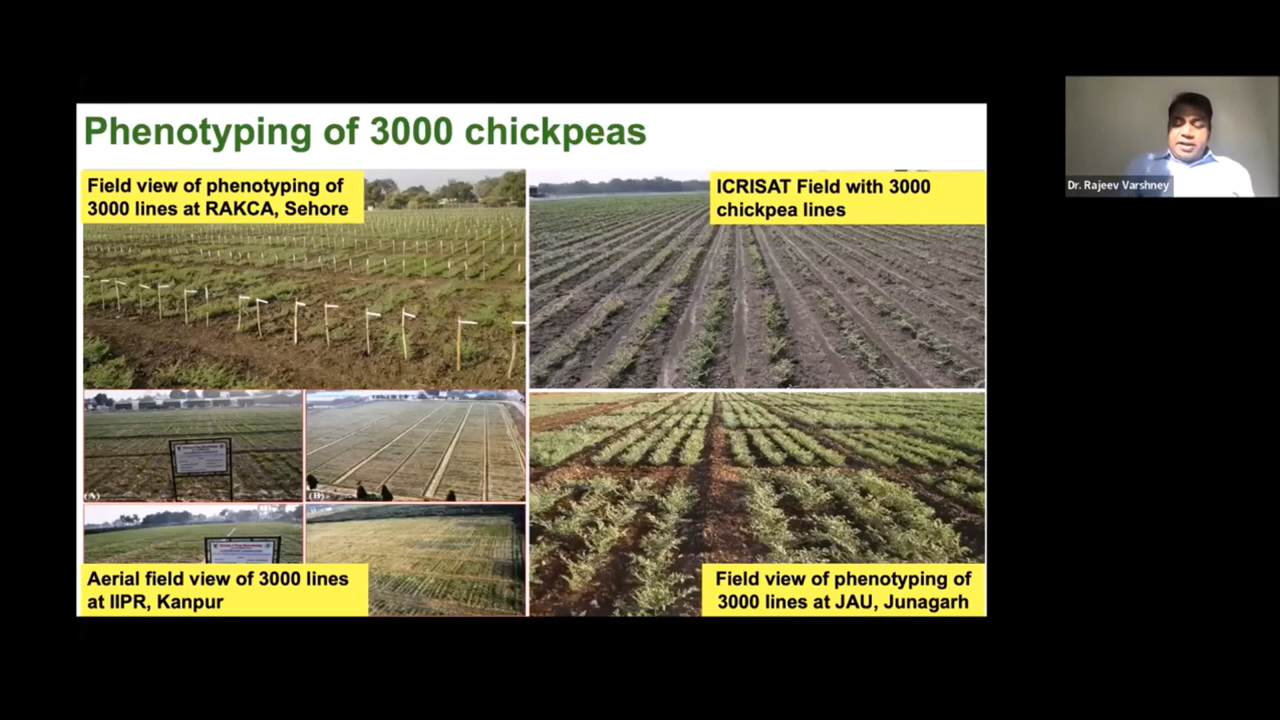 Phenotyping of 3000 chickpeas
Field view of phenotyping of
3000 lines at RAKCA, Sehore
ICRISAT Field with 3000
chickpea lines
(A)
(B)
Aerial field view of 3000 lines
at IIPR, Kanpur
Field view of phenotyping of
3000 lines at JAU, Junagarh
Dr. Rajeev Varshney